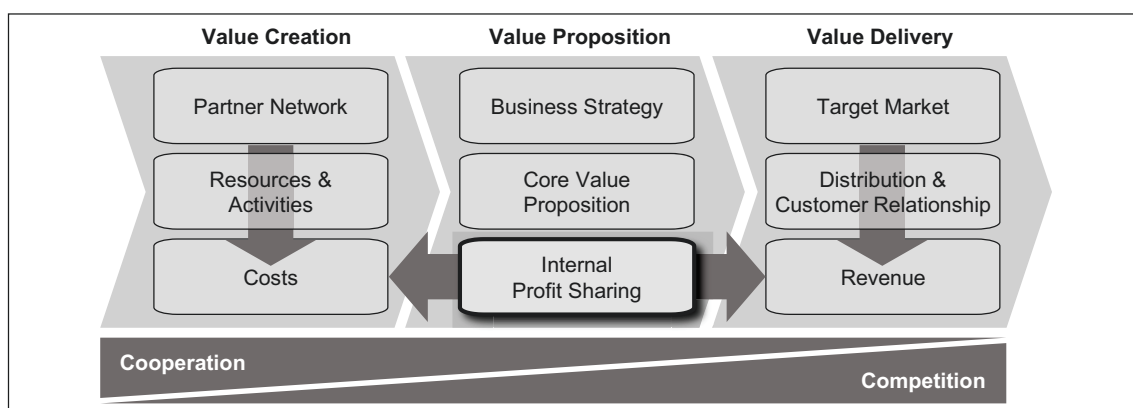 Value Creation
Value Proposition
Value Delivery
Partner Network
Business Strategy
Target Market
Resources &
Activities
Core Value
Proposition
Distribution &
Customer Relationship
Costs
Internal
Profit Sharing
Revenue
Cooperation
Competition